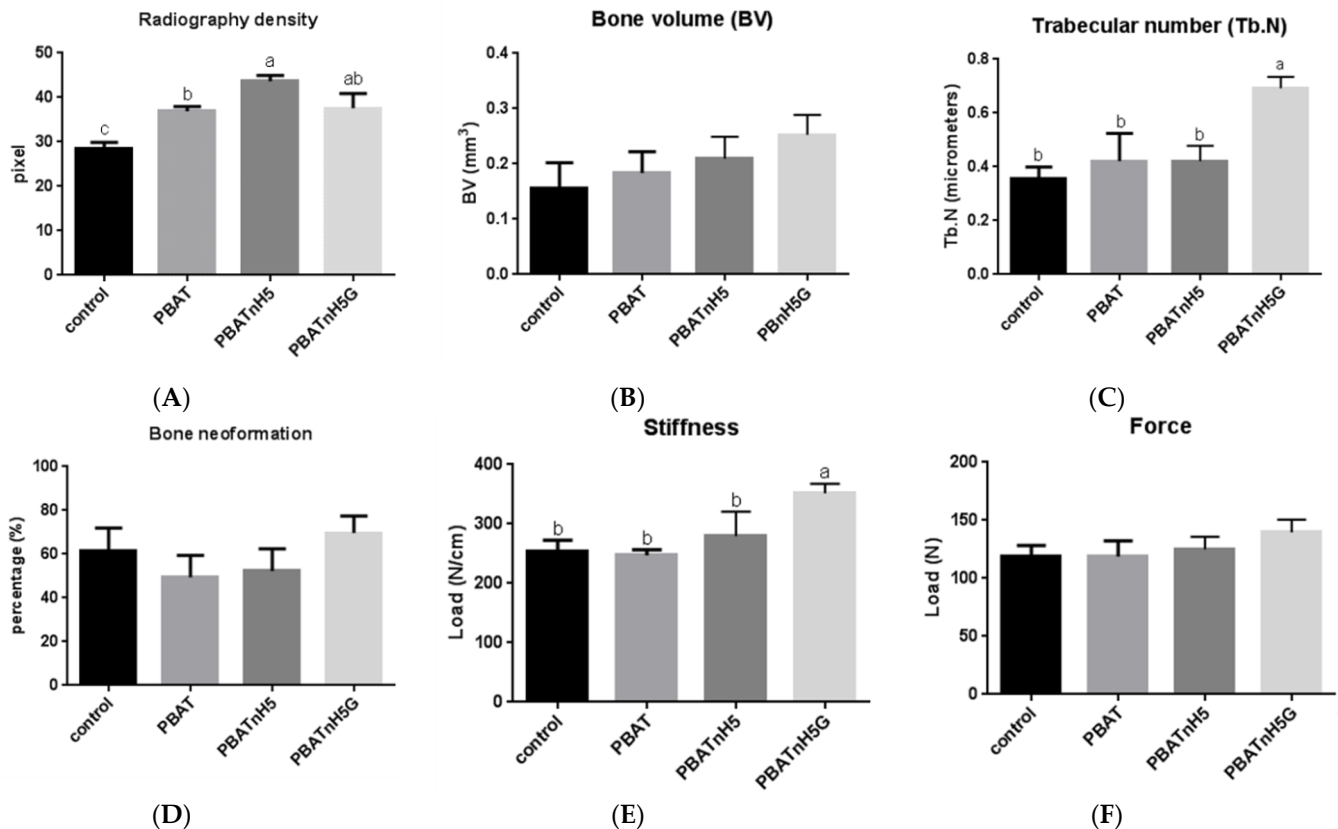 Radiography density
50
40
30
20
10
0
pixel
c
b
a
ab
control
PBAT
PBATnH5
PBATnH5G
(A)
Bone volume (BV)
0.4
0.3
0.2
0.1
0.0
BV (mm³)
control
PBAT
PBATnH5
PBnH5G
(B)
Trabecular number (Tb.N)
0.8
0.6
0.4
0.2
0.0
Tb.N (micrometers)
b
b
b
a
control
PBAT
PBATnH5
PBATnH5G
(C)
Bone neoformation
100
80
60
40
20
0
percentage (%)
control
PBAT
PBATnH5
PBATnH5G
(D)
Stiffness
400
300
200
100
0
Load (N/cm)
b
b
b
a
control
PBAT
PBATnH5
PBATnH5G
(E)
Force
200
150
100
50
0
Load (N)
control
PBAT
PBATnH5
PBATnH5G
(F)